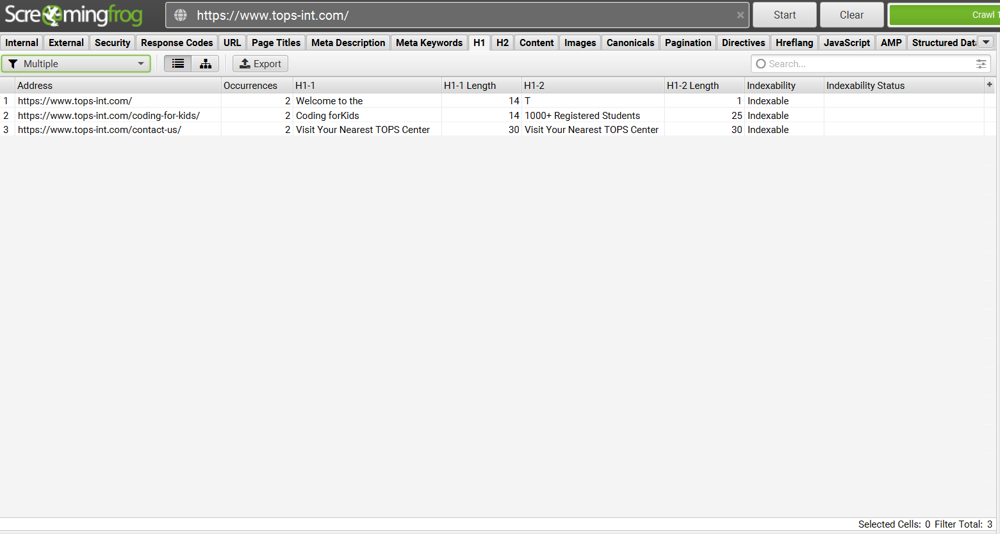 Screamingfrog https://www.tops-int.com/ × Start Clear Crawl 1
Internal External Security Response Codes URL Page Titles Meta Description Meta Keywords H1 H2 Content Images Canonicals Pagination Directives Hreflang JavaScript AMP Structured Data
Multiple Export Search...
Address Occurrences H1-1 H1-1 Length H1-2 H1-2 Length Indexability Indexability Status +
1 https://www.tops-int.com/ 2 Welcome to the 14 T 1 Indexable
2 https://www.tops-int.com/coding-for-kids/ 2 Coding forKids 14 1000+ Registered Students 25 Indexable
3 https://www.tops-int.com/contact-us/ 2 Visit Your Nearest TOPS Center 30 Visit Your Nearest TOPS Center 30 Indexable
Selected Cells: 0 Filter Total: 3